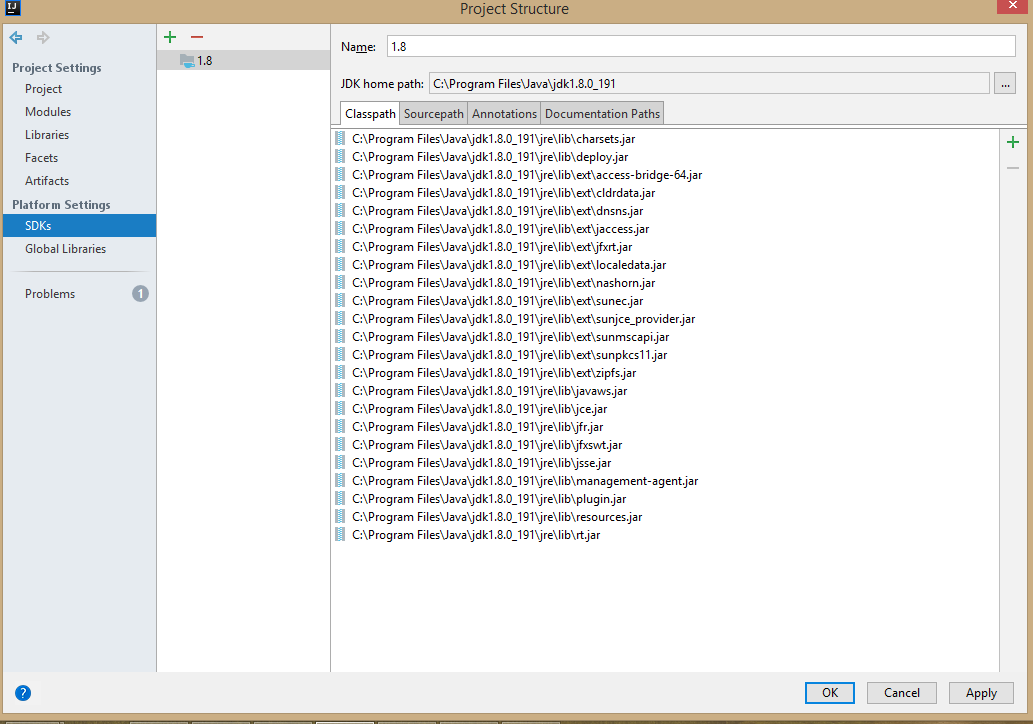 IJ
Project Structure
Project Settings
Project
Modules
Libraries
Facets
Artifacts
Platform Settings
SDKs
Global Libraries
Problems
1
1.8
Name: 1.8
JDK home path: C:\Program Files\Java\jdk1.8.0_191
...
Classpath Sourcepath Annotations Documentation Paths
C:\Program Files\Java\jdk1.8.0_191\jre\lib\charsets.jar
C:\Program Files\Java\jdk1.8.0_191\jre\lib\deploy.jar
C:\Program Files\Java\jdk1.8.0_191\jre\lib\ext\access-bridge-64.jar
C:\Program Files\Java\jdk1.8.0_191\jre\lib\ext\cldrdata.jar
C:\Program Files\Java\jdk1.8.0_191\jre\lib\ext\dnsns.jar
C:\Program Files\Java\jdk1.8.0_191\jre\lib\ext\jaccess.jar
C:\Program Files\Java\jdk1.8.0_191\jre\lib\ext\jfxrt.jar
C:\Program Files\Java\jdk1.8.0_191\jre\lib\ext\localedata.jar
C:\Program Files\Java\jdk1.8.0_191\jre\lib\ext\nashorn.jar
C:\Program Files\Java\jdk1.8.0_191\jre\lib\ext\sunec.jar
C:\Program Files\Java\jdk1.8.0_191\jre\lib\ext\sunjce_provider.jar
C:\Program Files\Java\jdk1.8.0_191\jre\lib\ext\sunmscapi.jar
C:\Program Files\Java\jdk1.8.0_191\jre\lib\ext\sunpkcs11.jar
C:\Program Files\Java\jdk1.8.0_191\jre\lib\ext\zipfs.jar
C:\Program Files\Java\jdk1.8.0_191\jre\lib\javaws.jar
C:\Program Files\Java\jdk1.8.0_191\jre\lib\jce.jar
C:\Program Files\Java\jdk1.8.0_191\jre\lib\jfr.jar
C:\Program Files\Java\jdk1.8.0_191\jre\lib\jfxswt.jar
C:\Program Files\Java\jdk1.8.0_191\jre\lib\jsse.jar
C:\Program Files\Java\jdk1.8.0_191\jre\lib\management-agent.jar
C:\Program Files\Java\jdk1.8.0_191\jre\lib\plugin.jar
C:\Program Files\Java\jdk1.8.0_191\jre\lib\resources.jar
C:\Program Files\Java\jdk1.8.0_191\jre\lib\rt.jar
?
OK Cancel Apply